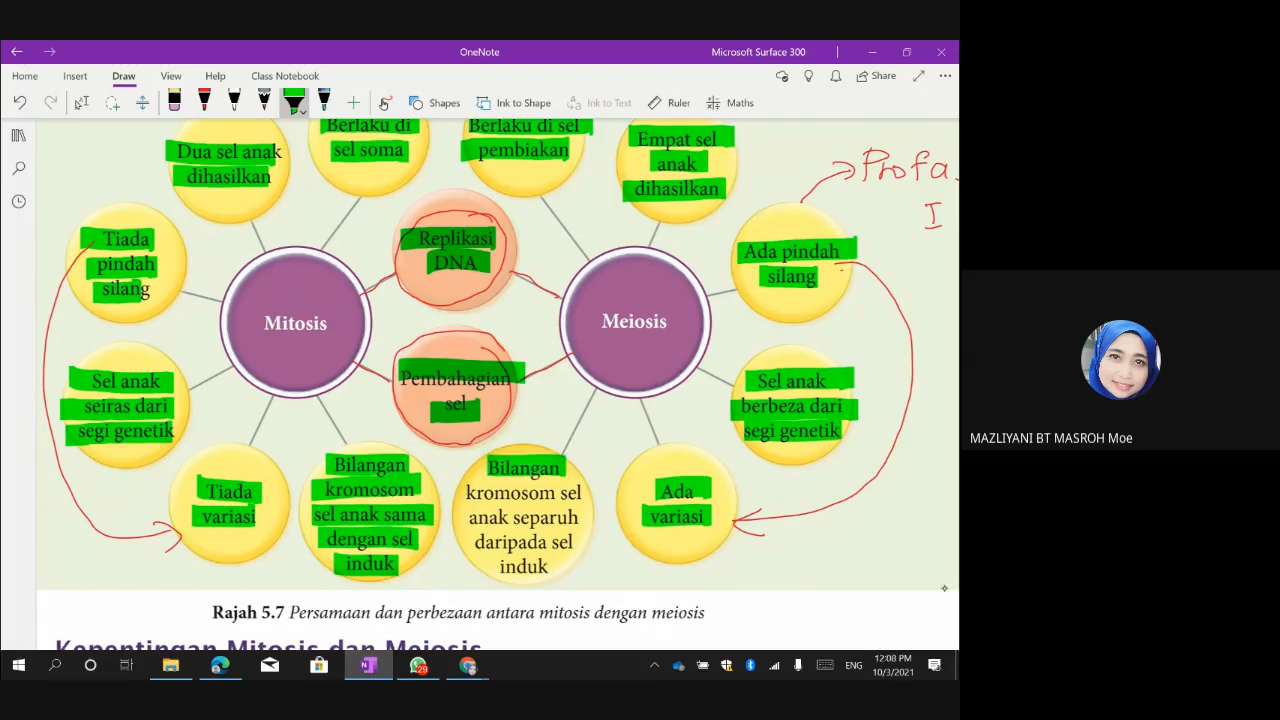 OneNote
Microsoft Surface 300
Home Insert Draw View Help Class Notebook
Share
Shapes Ink to Shape Ink to Text Ruler Maths
Dua sel anak
dihasilkan
Berlaku di
sel soma
Berlaku di sel
pembiakan
Empat sel
anak
dihasilkan
Profa
I
Tiada
pindah
silang
Replikasi
DNA
Ada pindah
silang
Mitosis
Meiosis
Pembahagian
sel
Sel anak
seiras dari
segi genetik
Sel anak
berbeza dari
segi genetik
Tiada
variasi
Bilangan
kromosom
sel anak sama
dengan sel
induk
Bilangan
kromosom sel
anak separuh
daripada sel
induk
Ada
variasi
Rajah 5.7 Persamaan dan perbezaan antara mitosis dengan meiosis
Kepentingan Mitosis dan Meiosis
29
ENG
12:08 PM
10/3/2021
MAZLIYANI BT MASROH Moe